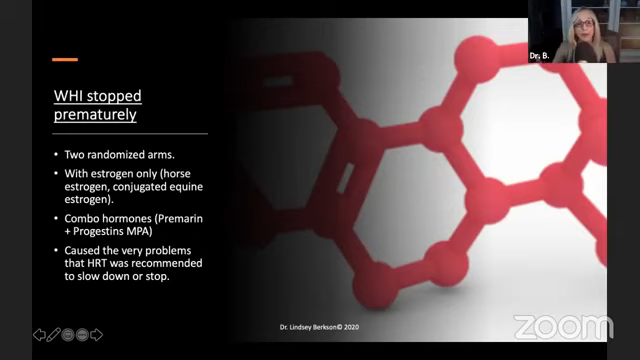 Dr. B.
WHI stopped
prematurely
• Two randomized arms.
• With estrogen only (horse
estrogen, conjugated equine
estrogen).
• Combo hormones (Premarin
+ Progestins MPA)
• Caused the very problems
that HRT was recommended
to slow down or stop.
Dr. Lindsey Berkson© 2020
zoom